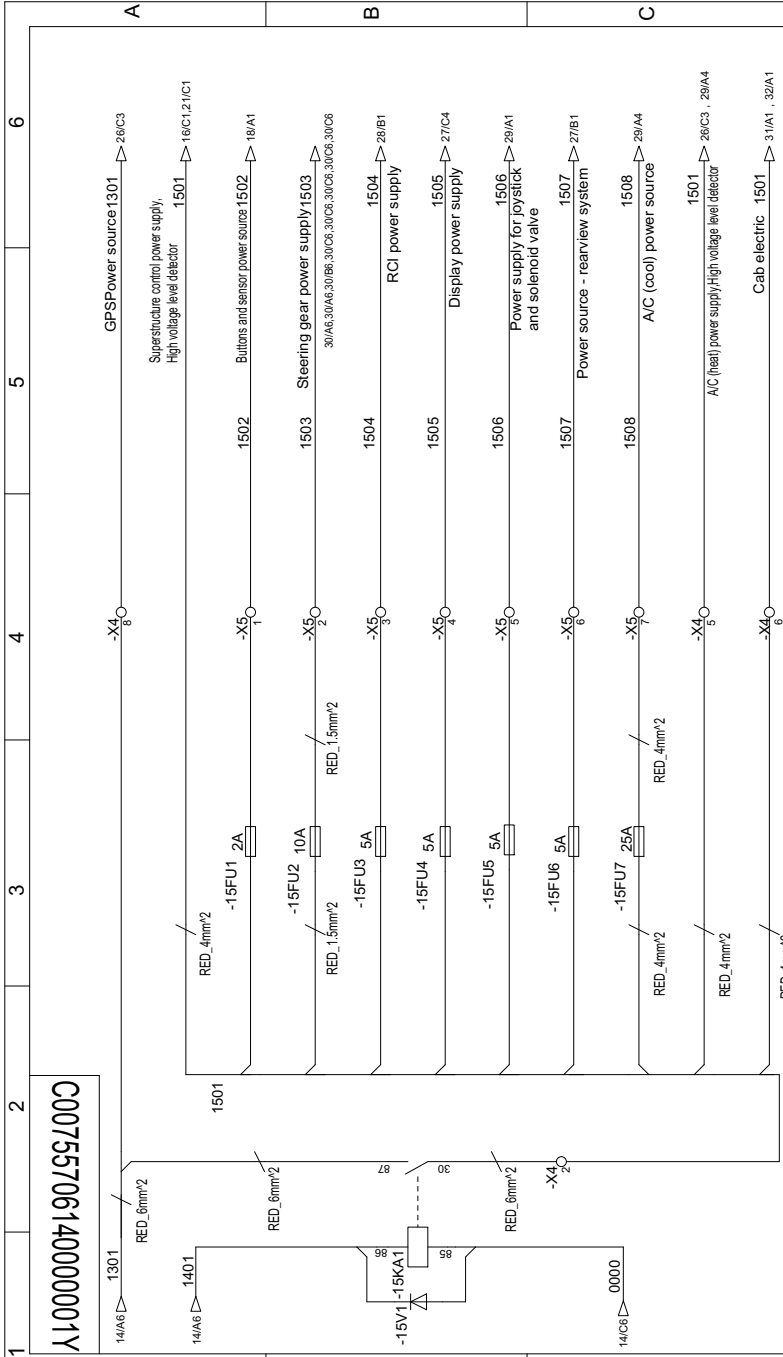 A
B
C
1
2
3
4
5
6
C007557061400000001Y
14/A6
1301
RED_6mm^2
-X4
8
GPSPower source 1301
26/C3
14/A6
1401
RED_6mm^2
1501
RED_4mm^2
Superstructure control power supply,
High voltage level detector
1501
16/C1,21/C1
-15FU1
2A
-X5
1
1502
Buttons and sensor power source 1502
18/A1
RED_1.5mm^2
-15FU2
10A
RED_1.5mm^2
-X5
2
1503
Steering gear power supply 1503
30/A6,30/A6,30/B6,30/C6,30/C6,30/C6,30/C6,30/C6
-15FU3
5A
-X5
3
1504
RCI power supply
1504
28/B1
-15V1
-15KA1
86
85
87
30
-15FU4
5A
-X5
4
1505
Display power supply
1505
27/C4
-15FU5
5A
-X5
5
1506
Power supply for joystick
and solenoid valve
1506
29/A1
RED_6mm^2
-X4
2
-15FU6
5A
-X5
6
1507
Power source - rearview system
1507
27/B1
14/C6
0000
RED_4mm^2
-15FU7
25A
RED_4mm^2
-X5
7
1508
A/C (cool) power source
1508
29/A4
RED_4mm^2
-X4
5
A/C (heat) power supply,High voltage level detector
1501
26/C3 , 29/A4
-X4
6
Cab electric
1501
31/A1 , 32/A1